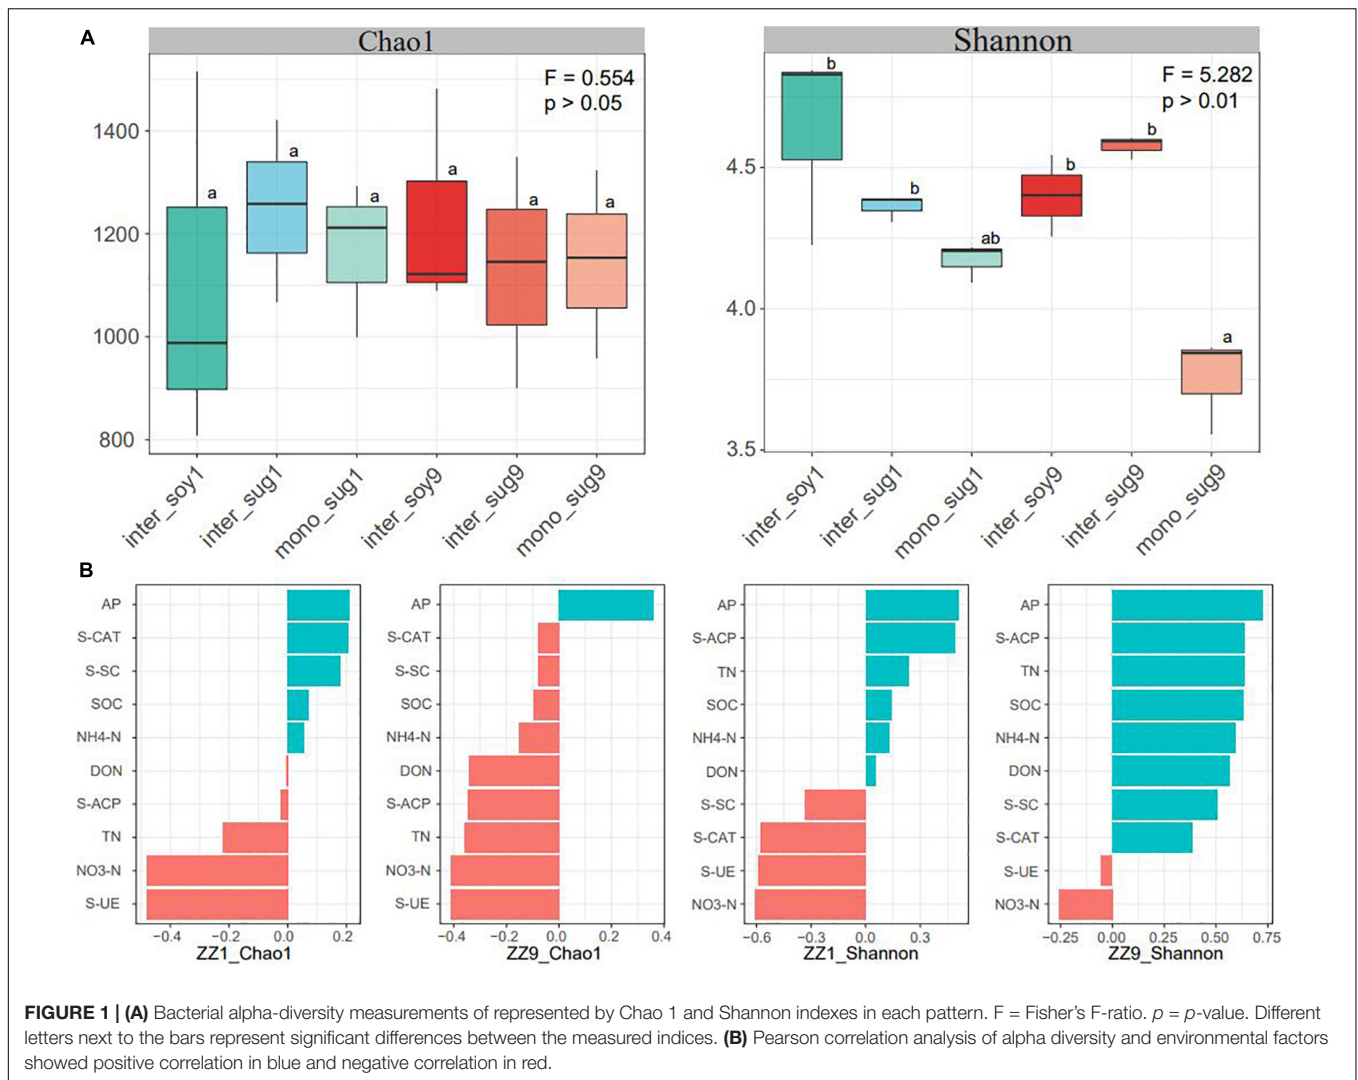 A
Chao1
F = 0.554
p > 0.05
a
a
a
a
a
a
1400
1200
1000
800
inter_soy1
inter_sug1
mono_sug1
inter_soy9
inter_sug9
mono_sug9
Shannon
F = 5.282
p > 0.01
b
b
ab
b
b
a
4.5
4.0
3.5
inter_soy1
inter_sug1
mono_sug1
inter_soy9
inter_sug9
mono_sug9
B
AP
S-CAT
S-SC
SOC
NH4-N
DON
S-ACP
TN
NO3-N
S-UE
−0.4 −0.2 0.0 0.2
ZZ1_Chao1
AP
S-CAT
S-SC
SOC
NH4-N
DON
S-ACP
TN
NO3-N
S-UE
−0.4 −0.2 0.0 0.2 0.4
ZZ9_Chao1
AP
S-ACP
TN
SOC
NH4-N
DON
S-SC
S-CAT
S-UE
NO3-N
−0.6 −0.3 0.0 0.3
ZZ1_Shannon
AP
S-ACP
TN
SOC
NH4-N
DON
S-SC
S-CAT
S-UE
NO3-N
−0.25 0.00 0.25 0.50 0.75
ZZ9_Shannon
FIGURE 1 | (A) Bacterial alpha-diversity measurements of represented by Chao 1 and Shannon indexes in each pattern. F = Fisher's F-ratio. p = p-value. Different
letters next to the bars represent significant differences between the measured indices. (B) Pearson correlation analysis of alpha diversity and environmental factors
showed positive correlation in blue and negative correlation in red.